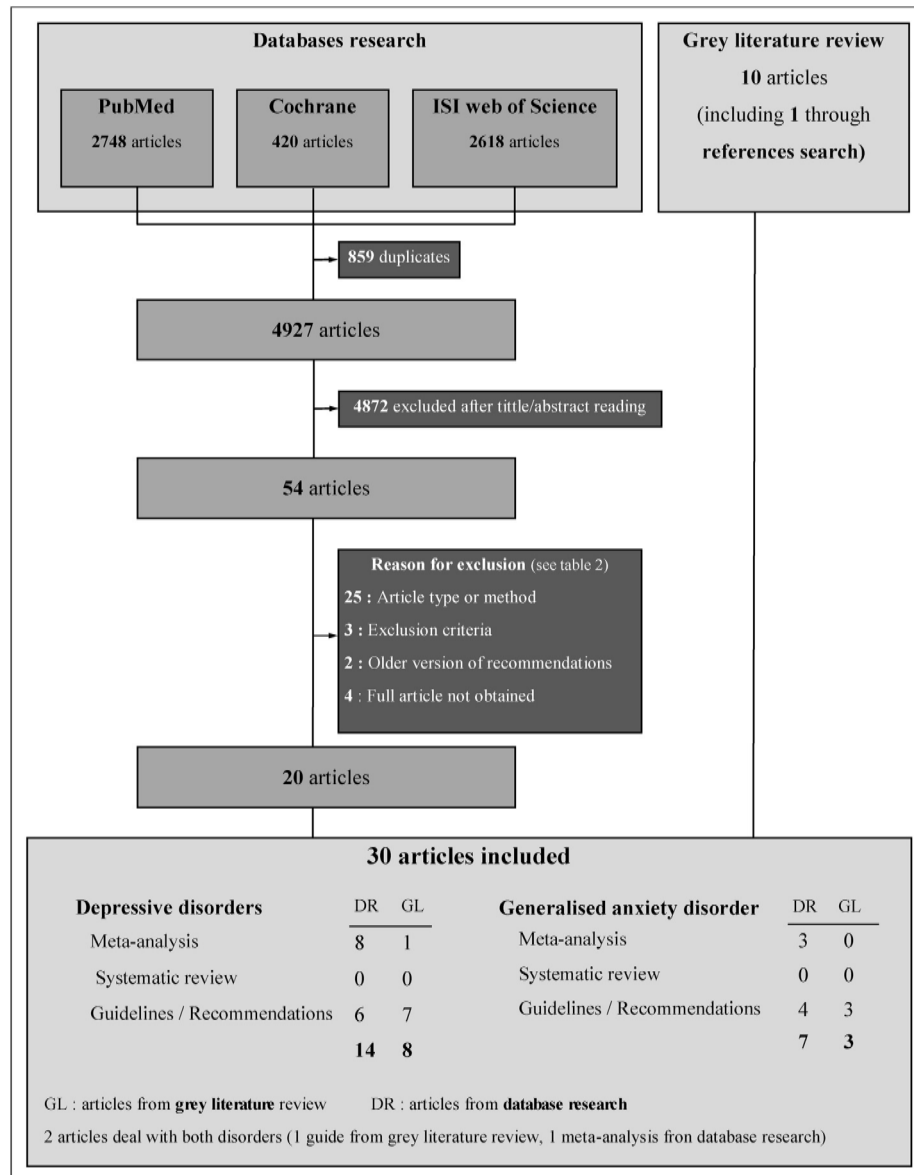 Databases research
PubMed
2748 articles
Cochrane
420 articles
ISI web of Science
2618 articles
Grey literature review
10 articles
(including 1 through
references search)
859 duplicates
4927 articles
4872 excluded after tittle/abstract reading
54 articles
Reason for exclusion (see table 2)
25 : Article type or method
3 : Exclusion criteria
2 : Older version of recommendations
4 : Full article not obtained
20 articles
30 articles included
Depressive disorders DR GL
Meta-analysis 8 1
Systematic review 0 0
Guidelines / Recommendations 6 7
14 8
Generalised anxiety disorder DR GL
Meta-analysis 3 0
Systematic review 0 0
Guidelines / Recommendations 4 3
7 3
GL : articles from grey literature review DR : articles from database research
2 articles deal with both disorders (1 guide from grey literature review, 1 meta-analysis fron database research)